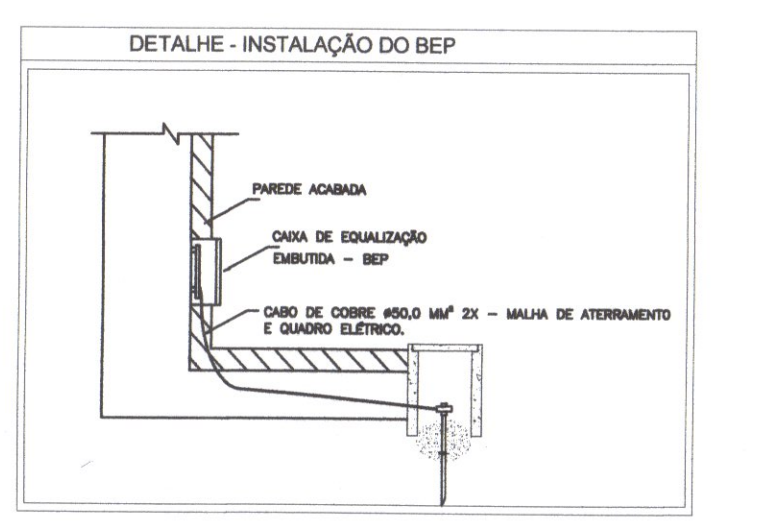 DETALHE - INSTALAÇÃO DO BEP
PAREDE ACABADA
CAIXA DE EQUALIZAÇÃO
EMBUTIDA - BEP
CABO DE COBRE ø50,0 MM² 2X - MALHA DE ATERRAMENTO
E QUADRO ELÉTRICO.